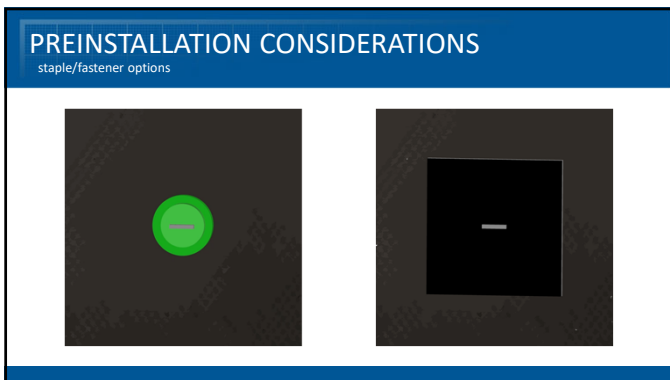 PREINSTALLATION CONSIDERATIONS
staple/fastener options